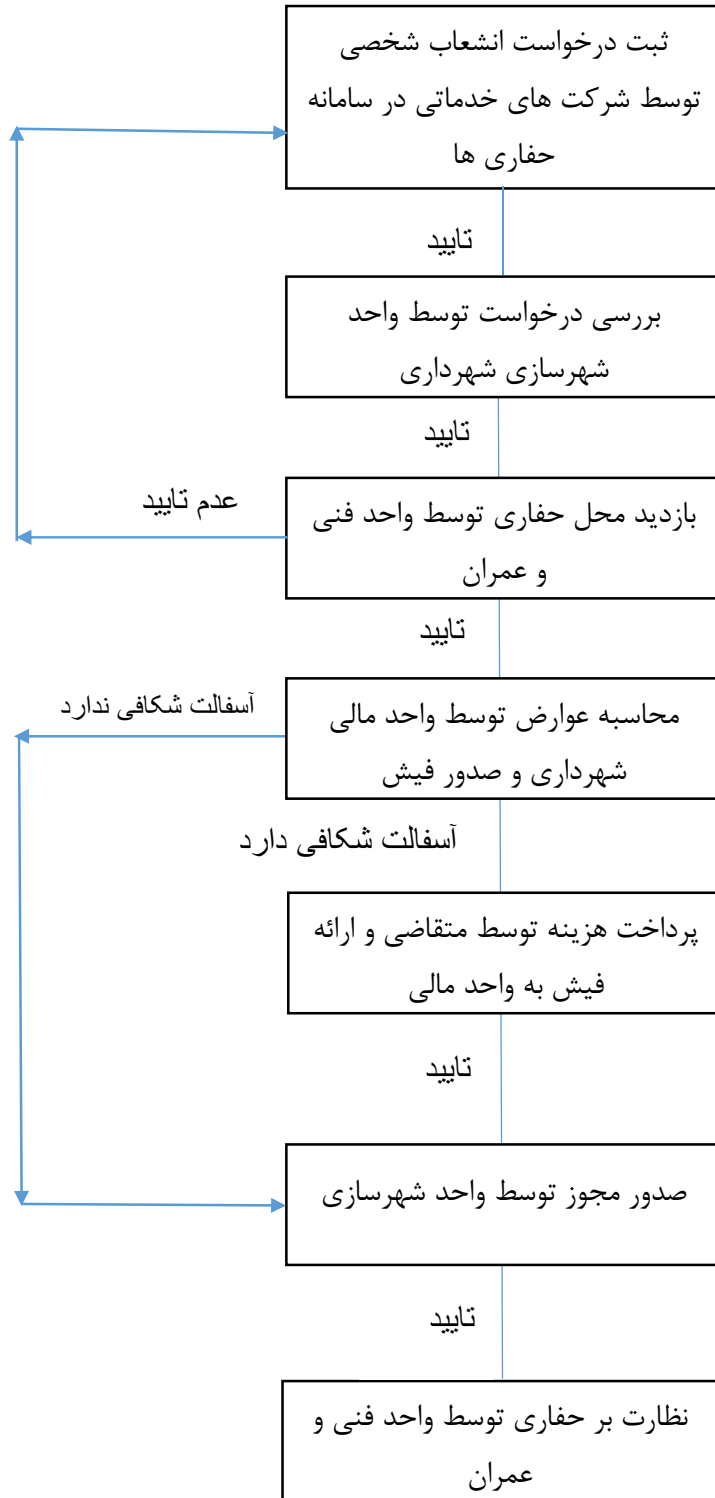 ثبت درخواست انشعاب شخصی
توسط شرکت های خدماتی در سامانه
حفاری ها
تایید
بررسی درخواست توسط واحد
شهرسازی شهرداری
تایید
بازدید محل حفاری توسط واحد فنی
و عمران
عدم تایید
تایید
محاسبه عوارض توسط واحد مالی
شهرداری و صدور فیش
آسفالت شکافی ندارد
آسفالت شکافی دارد
پرداخت هزینه توسط متقاضی و ارائه
فیش به واحد مالی
تایید
صدور مجوز توسط واحد شهرسازی
تایید
نظارت بر حفاری توسط واحد فنی و
عمران